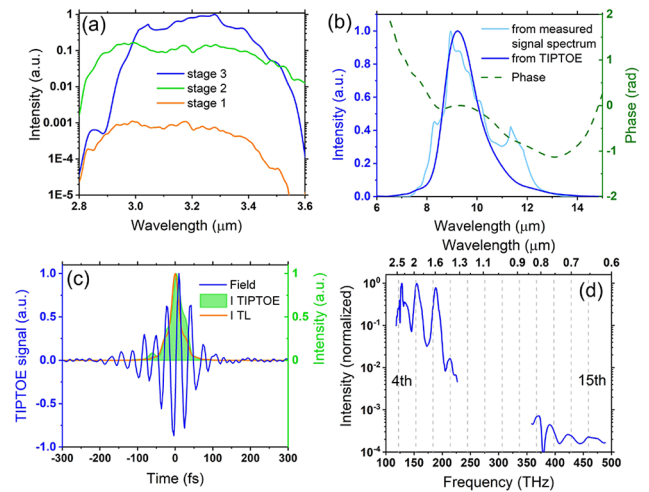 (a)
Intensity (a.u.)
1
0.1
0.01
0.001
1E-4
1E-5
stage 3
stage 2
stage 1
2.8
3.0
3.2
3.4
3.6
Wavelength (μm)
(b)
Intensity (a.u.)
1.0
0.8
0.6
0.4
0.2
0.0
from measured
signal spectrum
from TIPTOE
Phase
2
1
0
-1
-2
Phase (rad)
6
8
10
12
14
Wavelength (μm)
(c)
TIPTOE signal (a.u.)
1.0
0.5
0.0
-0.5
-1.0
Field
I TIPTOE
I TL
1
0.5
0
Intensity (a.u.)
-300
-200
-100
0
100
200
300
Time (fs)
Wavelength (μm)
2.5
2
1.6
1.3
1.1
0.9
0.8
0.7
0.6
(d)
Intensity (normalized)
10⁰
10⁻¹
10⁻²
10⁻³
10⁻⁴
4th
15th
100
200
300
400
500
Frequency (THz)